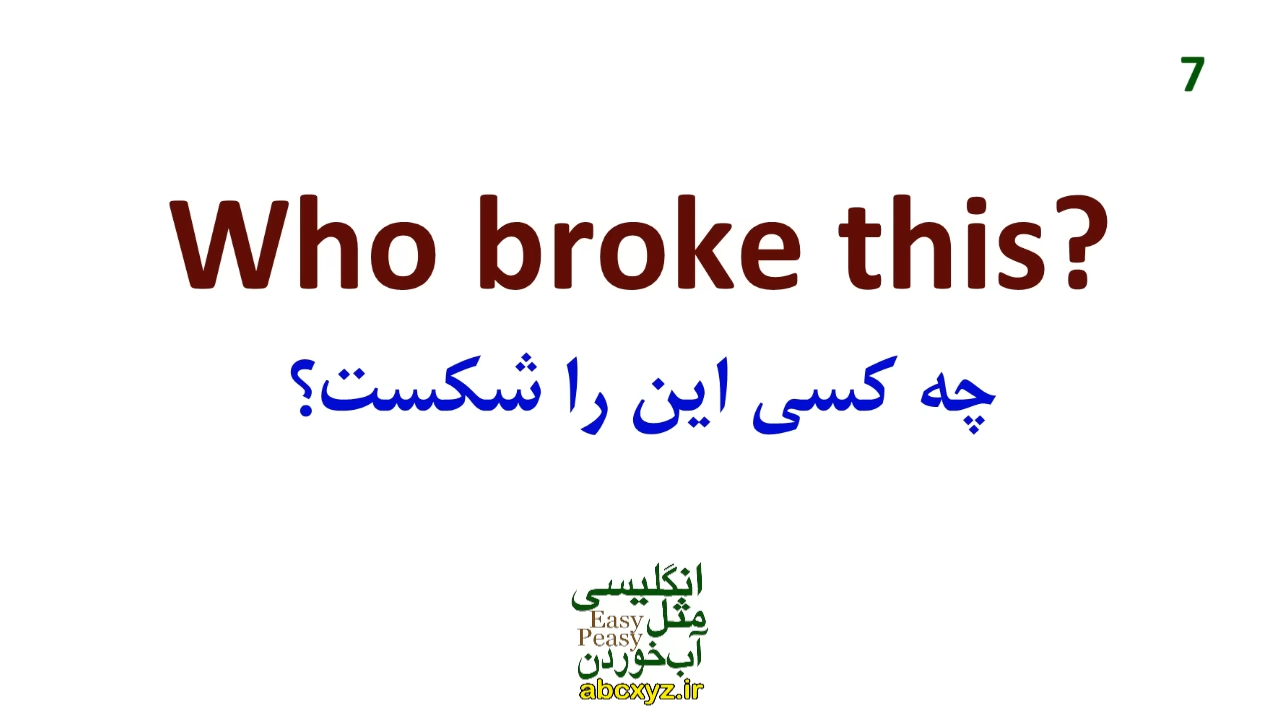 7
Who broke this?
چه کسی این را شکست؟
انگلیسی
مثل
Easy
Peasy
آب‌خوردن
abcxyz.ir